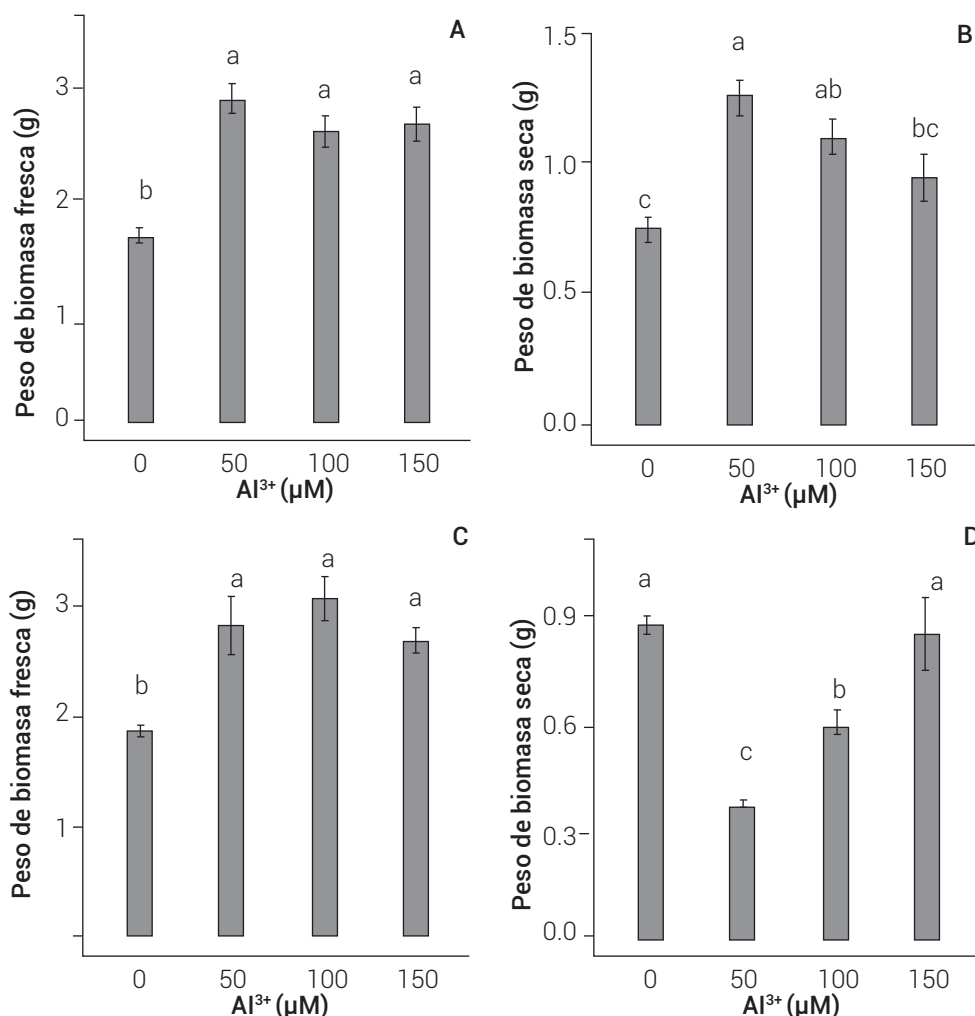 A
Peso de biomasa fresca (g)
3
2
1
0
b
a
a
a
0 50 100 150
Al³⁺ (µM)
B
Peso de biomasa seca (g)
1.5
1.0
0.5
0.0
c
a
ab
bc
0 50 100 150
Al³⁺ (µM)
C
Peso de biomasa fresca (g)
3
2
1
b
a
a
a
0 50 100 150
Al³⁺ (µM)
D
Peso de biomasa seca (g)
0.9
0.6
0.3
0.0
a
c
b
a
0 50 100 150
Al³⁺ (µM)